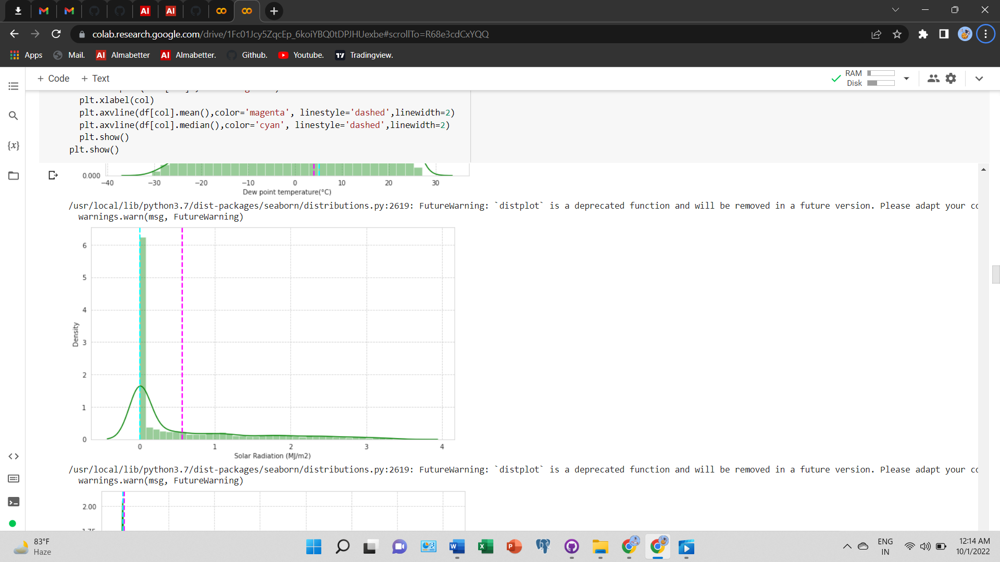 colab.research.google.com/drive/1Fc01Jcy5ZqcEp_6koiYBQ0tDPJHUexbe#scrollTo=R68e3cdCxYQQ
Apps Mail. AI Almabetter AI Almabetter. Github. Youtube. Tradingview.
+ Code + Text
RAM
Disk
plt.xlabel(col)
plt.axvline(df[col].mean(),color='magenta', linestyle='dashed',linewidth=2)
plt.axvline(df[col].median(),color='cyan', linestyle='dashed',linewidth=2)
plt.show()
plt.show()
0.000
−40 −30 −20 −10 0 10 20 30
Dew point temperature(°C)
/usr/local/lib/python3.7/dist-packages/seaborn/distributions.py:2619: FutureWarning: `distplot` is a deprecated function and will be removed in a future version. Please adapt your co
warnings.warn(msg, FutureWarning)
6
5
4
3
2
1
0
Density
0 1 2 3 4
Solar Radiation (MJ/m2)
/usr/local/lib/python3.7/dist-packages/seaborn/distributions.py:2619: FutureWarning: `distplot` is a deprecated function and will be removed in a future version. Please adapt your co
warnings.warn(msg, FutureWarning)
2.00
1.75
83°F
Haze
ENG
IN
12:14 AM
10/1/2022